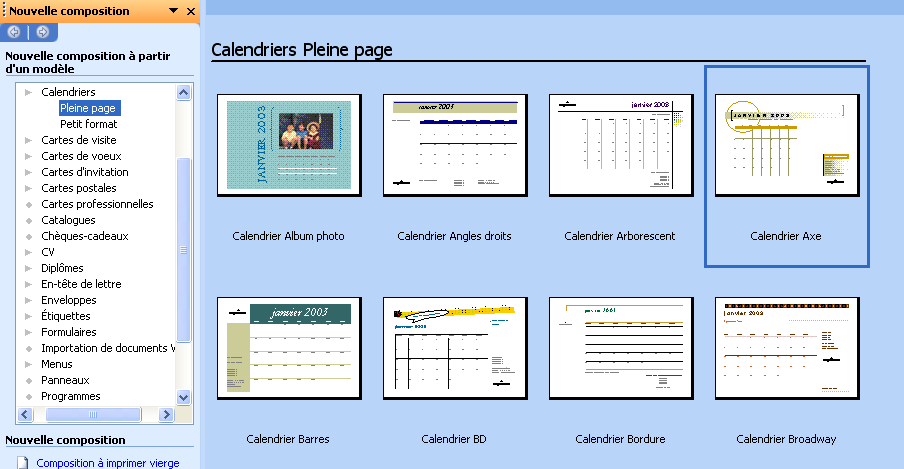 Nouvelle composition
Nouvelle composition à partir
d'un modèle
Calendriers
Pleine page
Petit format
Cartes de visite
Cartes de voeux
Cartes d'invitation
Cartes postales
Cartes professionnelles
Catalogues
Chèques-cadeaux
CV
Diplômes
En-tête de lettre
Enveloppes
Étiquettes
Formulaires
Importation de documents
Menus
Panneaux
Programmes
Nouvelle composition
Composition à imprimer vierge
Calendriers Pleine page
JANVIER 2003
janvier 2003
janvier 2003
JANVIER 2003
Calendrier Album photo
Calendrier Angles droits
Calendrier Arborescent
Calendrier Axe
janvier 2003
janvier 2003
janvier 2003
Calendrier Barres
Calendrier BD
Calendrier Bordure
Calendrier Broadway